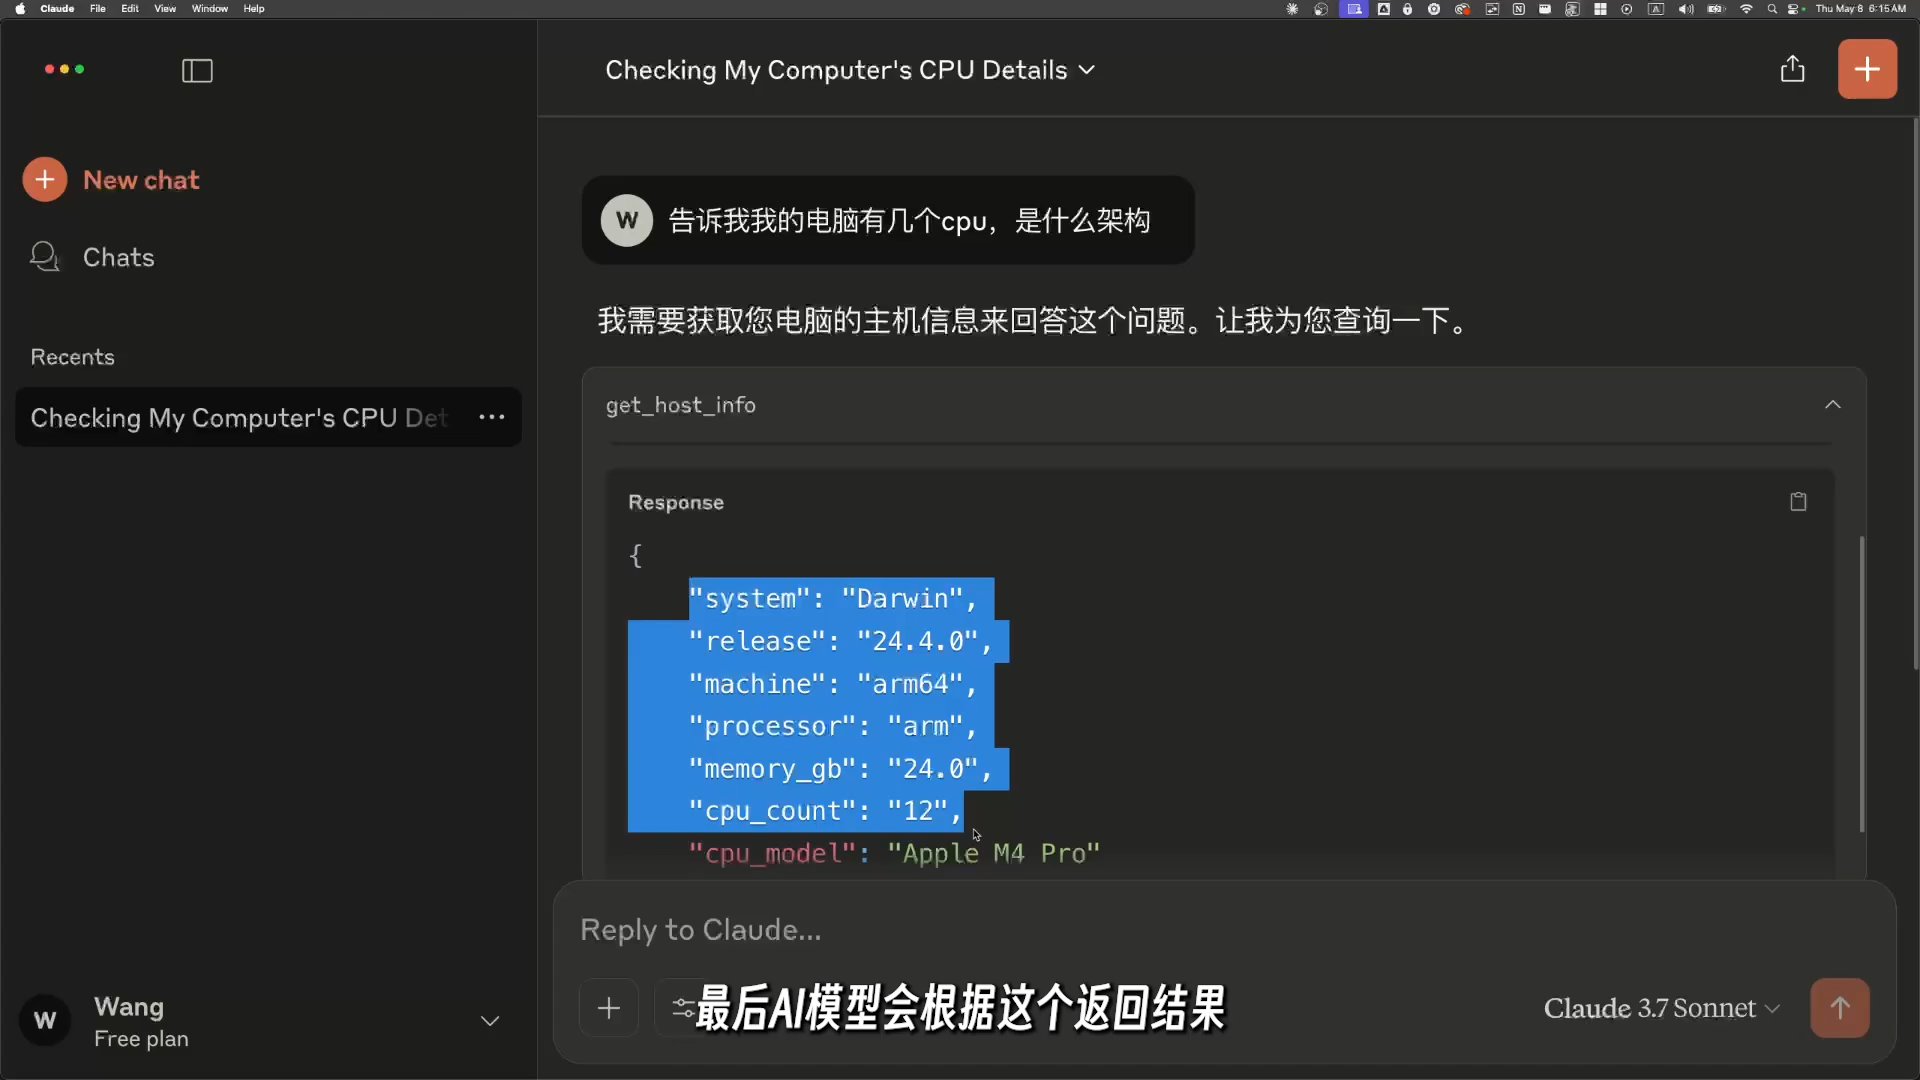 Claude File Edit View Window Help Thu May 8 6:15 AM
Checking My Computer's CPU Details
New chat
Chats
Recents
Checking My Computer's CPU Det
W 告诉我我的电脑有几个cpu，是什么架构
我需要获取您电脑的主机信息来回答这个问题。让我为您查询一下。
get_host_info
Response
{
"system": "Darwin",
"release": "24.4.0",
"machine": "arm64",
"processor": "arm",
"memory_gb": "24.0",
"cpu_count": "12",
"cpu_model": "Apple M4 Pro"
Reply to Claude...
最后AI模型会根据这个返回结果
Claude 3.7 Sonnet
W Wang
Free plan